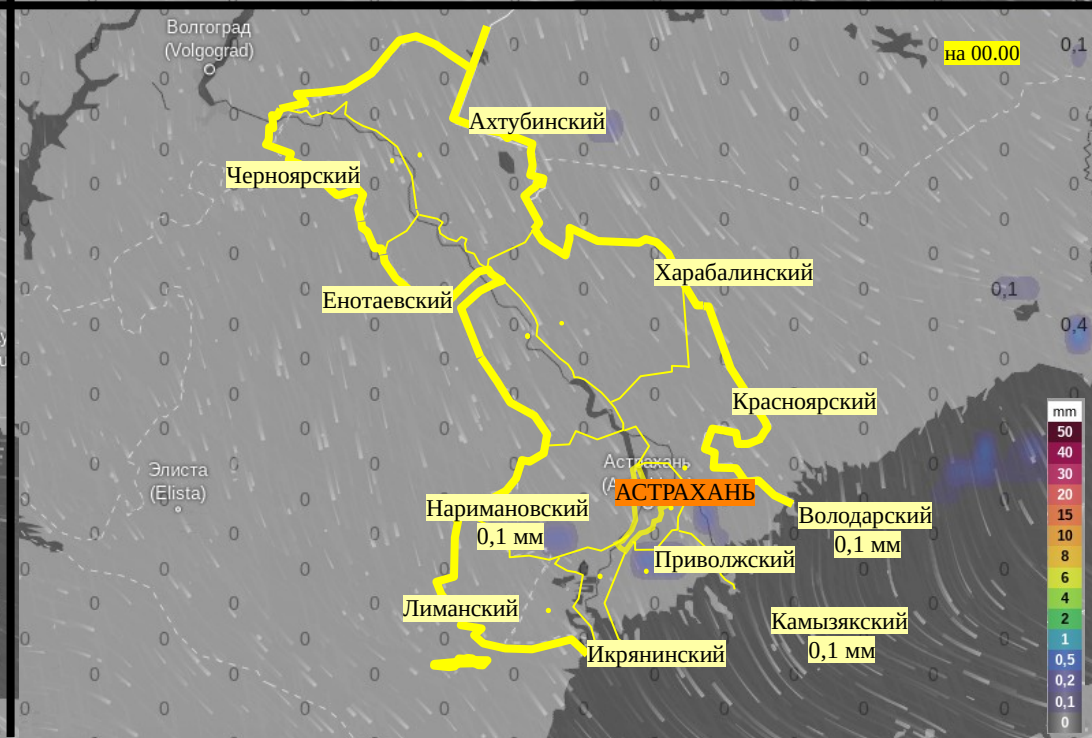 Волгоград
(Volgograd)
на 00.00
0,1
Ахтубинский
Черноярский
Харабалинский
0,1
Енотаевский
0,4
Красноярский
mm
50
40
30
20
15
10
8
6
4
2
1
0,5
0,2
0,1
0
Элиста
(Elista)
Астрахань
АСТРАХАНЬ
Наримановский
0,1 мм
Володарский
0,1 мм
Приволжский
Лиманский
Камызякский
0,1 мм
Икрянинский